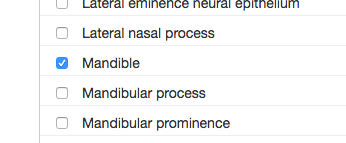 Lateral eminence neural epithelium
Lateral nasal process
Mandible
Mandibular process
Mandibular prominence